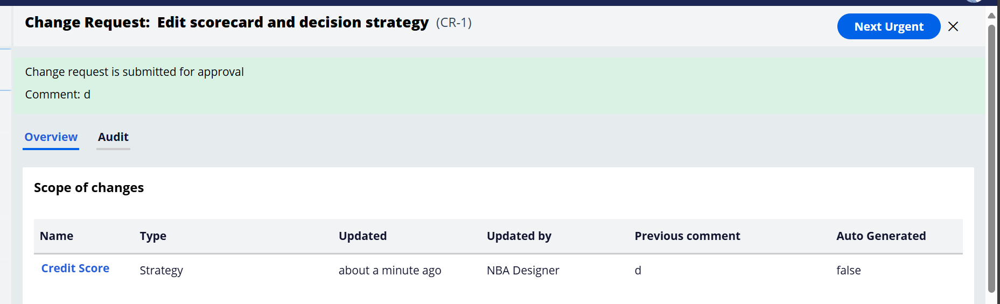 Change Request: Edit scorecard and decision strategy (CR-1)
Next Urgent
Change request is submitted for approval
Comment: d
Overview Audit
Scope of changes
Name Type Updated Updated by Previous comment Auto Generated
Credit Score Strategy about a minute ago NBA Designer d false